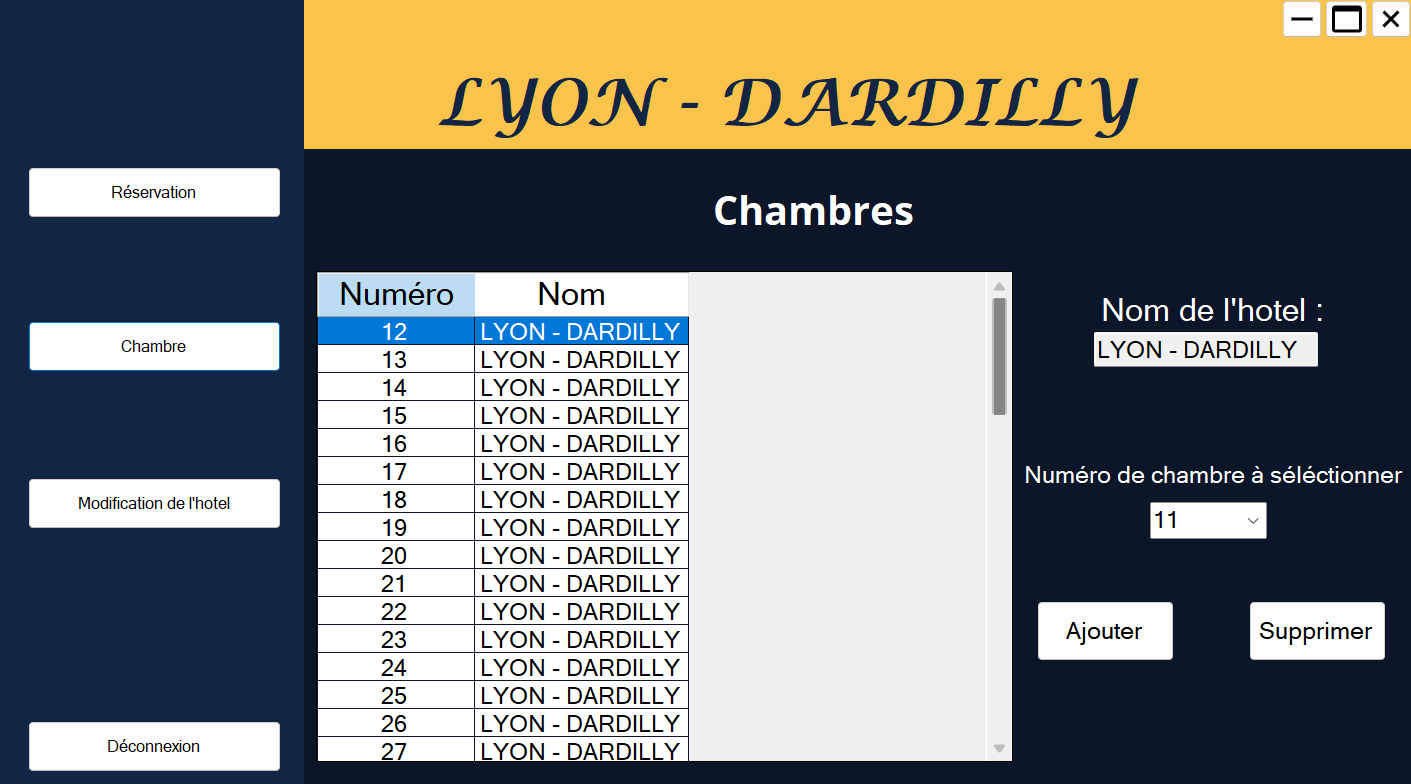 LYON - DARDILLY
Réservation
Chambre
Modification de l'hotel
Déconnexion
Chambres
Numéro Nom
12 LYON - DARDILLY
13 LYON - DARDILLY
14 LYON - DARDILLY
15 LYON - DARDILLY
16 LYON - DARDILLY
17 LYON - DARDILLY
18 LYON - DARDILLY
19 LYON - DARDILLY
20 LYON - DARDILLY
21 LYON - DARDILLY
22 LYON - DARDILLY
23 LYON - DARDILLY
24 LYON - DARDILLY
25 LYON - DARDILLY
26 LYON - DARDILLY
27 LYON - DARDILLY
Nom de l'hotel :
LYON - DARDILLY
Numéro de chambre à séléctionner
11
Ajouter
Supprimer